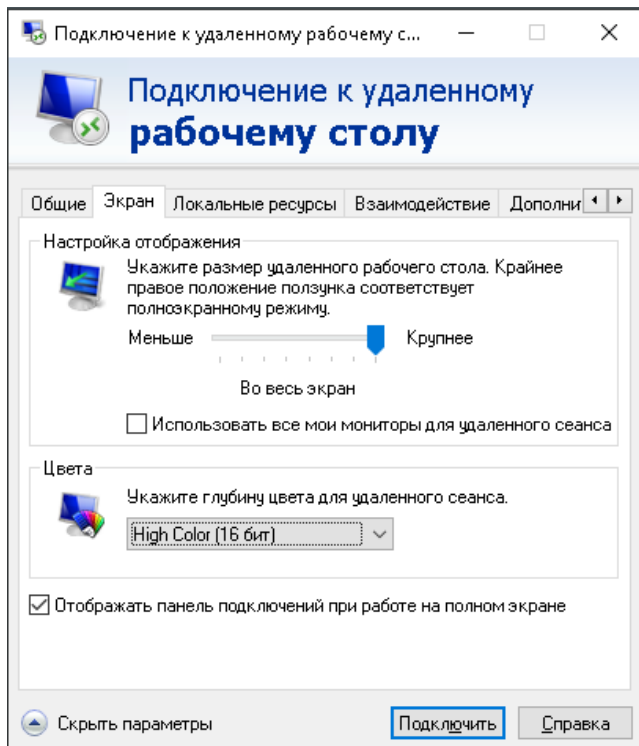 Подключение к удаленному рабочему с...
Подключение к удаленному
рабочему столу
Общие Экран Локальные ресурсы Взаимодействие Дополни
Настройка отображения
Укажите размер удаленного рабочего стола. Крайнее
правое положение ползунка соответствует
полноэкранному режиму.
Меньше Крупнее
Во весь экран
Использовать все мои мониторы для удаленного сеанса
Цвета
Укажите глубину цвета для удаленного сеанса.
High Color (16 бит)
Отображать панель подключений при работе на полном экране
Скрыть параметры Подключить Справка